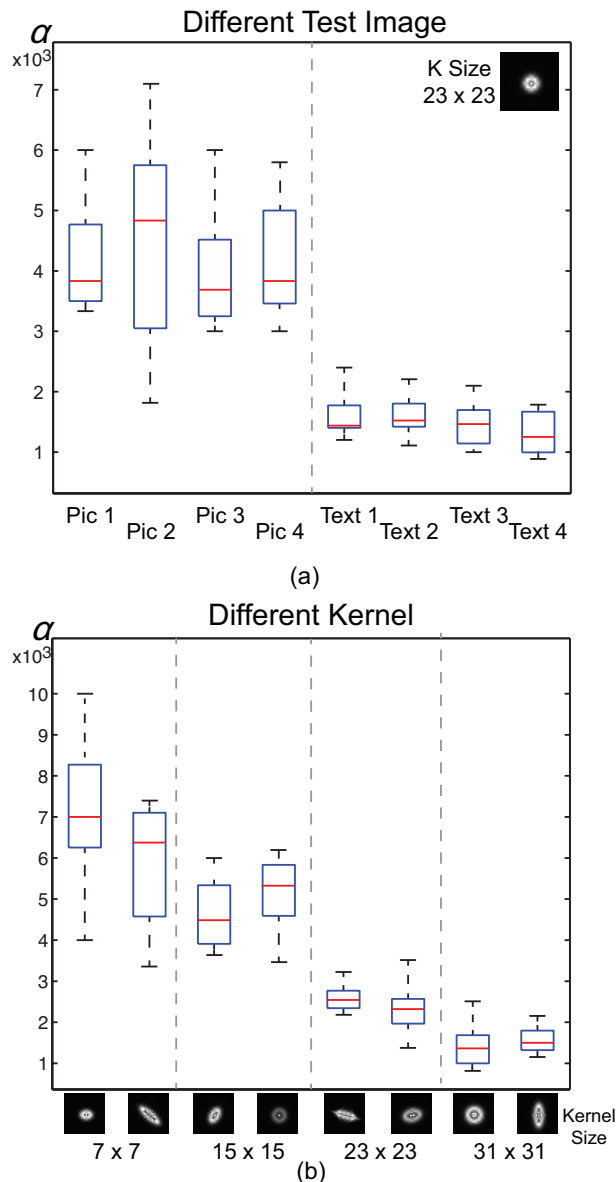 Different Test Image
α
x10³
K Size
23 x 23
7
6
5
4
3
2
1
Pic 1 Pic 2 Pic 3 Pic 4 Text 1 Text 2 Text 3 Text 4
(a)
Different Kernel
α
x10³
10
9
8
7
6
5
4
3
2
1
Kernel
Size
7 x 7 15 x 15 23 x 23 31 x 31
(b)